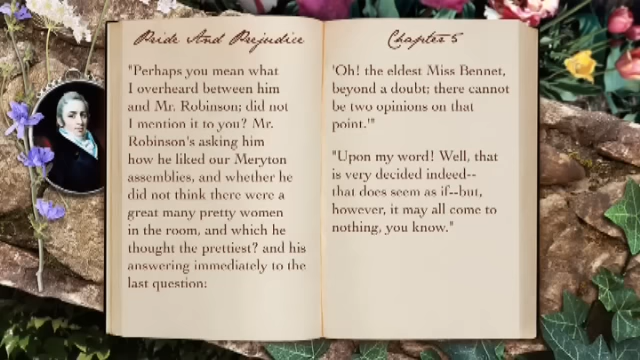 Pride And Prejudice
"Perhaps you mean what
I overheard between him
and Mr. Robinson; did not
I mention it to you? Mr.
Robinson's asking him
how he liked our Meryton
assemblies, and whether he
did not think there were a
great many pretty women
in the room, and which he
thought the prettiest? and his
answering immediately to the
last question:
Chapter 5
'Oh! the eldest Miss Bennet,
beyond a doubt; there cannot
be two opinions on that
point.'"
"Upon my word! Well, that
is very decided indeed--
that does seem as if--but,
however, it may all come to
nothing, you know."